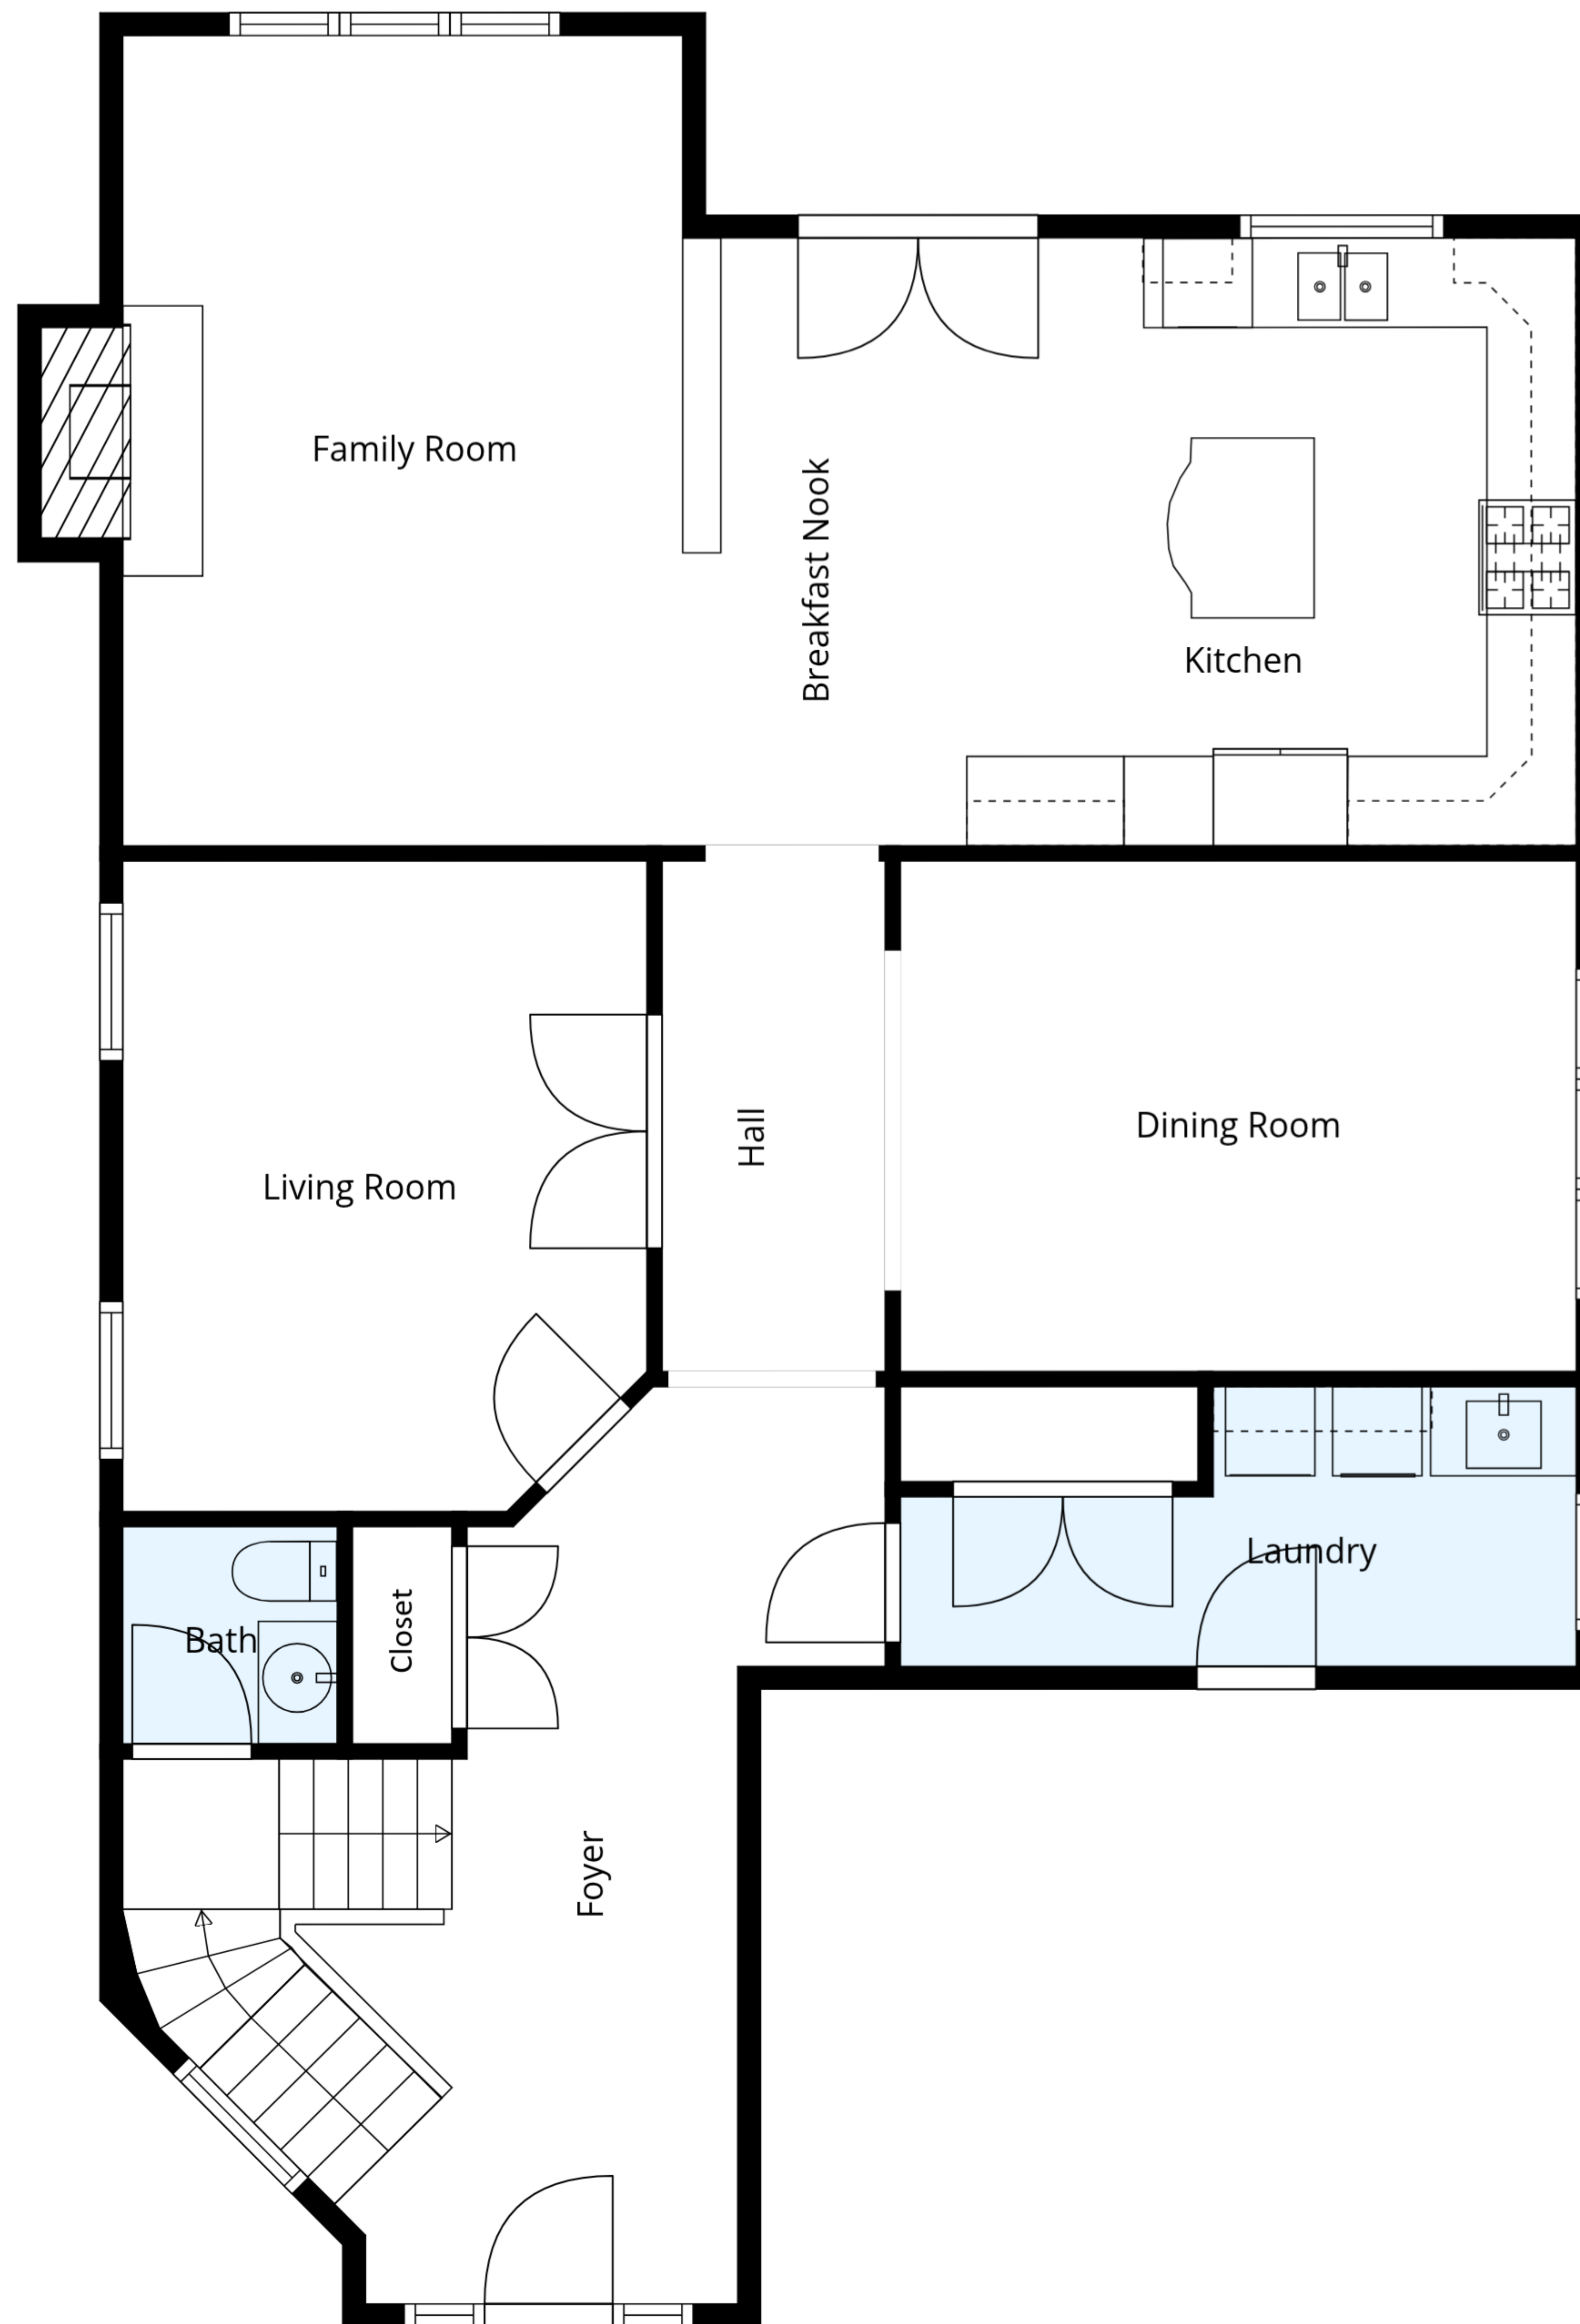 Family Room
Breakfast Nook
Kitchen
Hall
Dining Room
Living Room
Laundry
Closet
Bath
Foyer